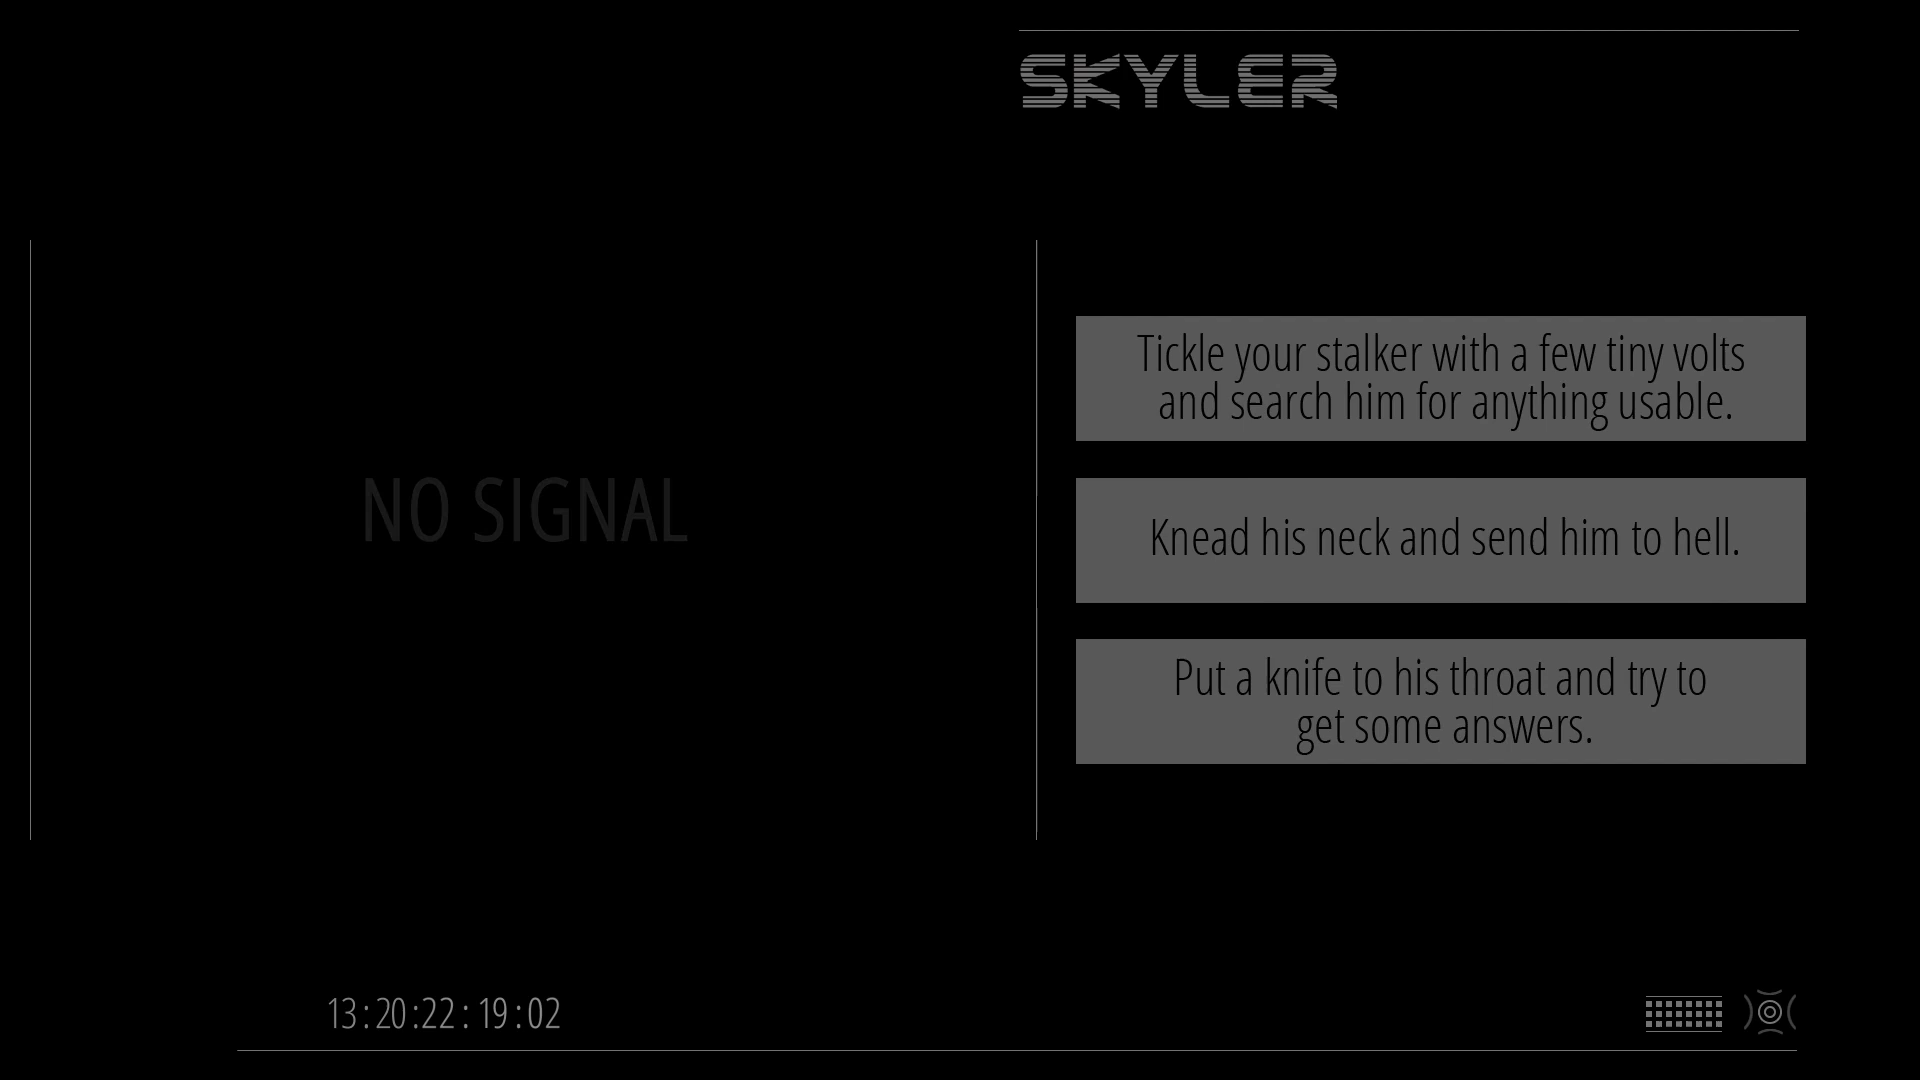 SKYLER
NO SIGNAL
Tickle your stalker with a few tiny volts
and search him for anything usable.
Knead his neck and send him to hell.
Put a knife to his throat and try to
get some answers.
13:20:22:19:02